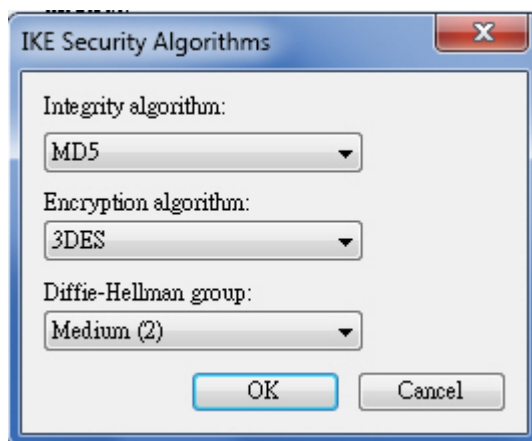 IKE Security Algorithms
Integrity algorithm:
MD5
Encryption algorithm:
3DES
Diffie-Hellman group:
Medium (2)
OK Cancel